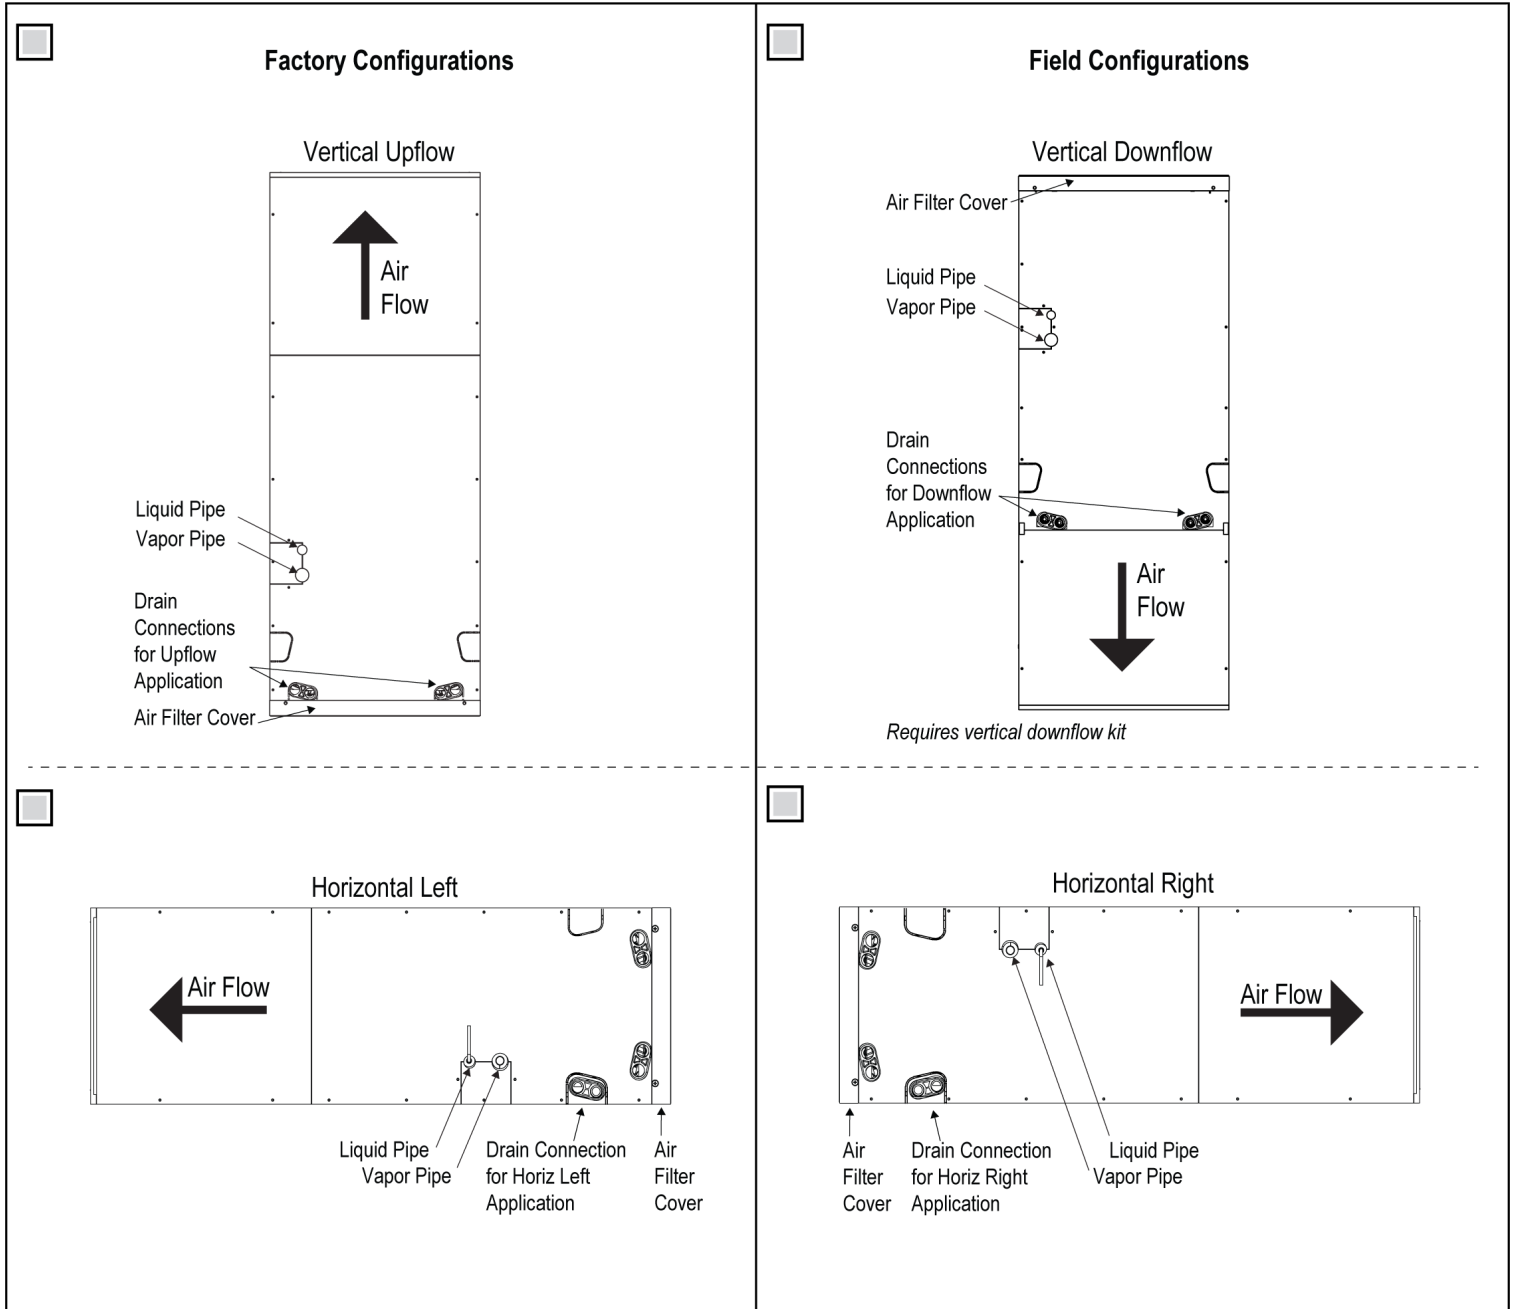 Factory Configurations
Vertical Upflow
Air
Flow
Liquid Pipe
Vapor Pipe
Drain
Connections
for Upflow
Application
Air Filter Cover
Field Configurations
Vertical Downflow
Air Filter Cover
Liquid Pipe
Vapor Pipe
Drain
Connections
for Downflow
Application
Air
Flow
Requires vertical downflow kit
Horizontal Left
Air Flow
Liquid Pipe
Vapor Pipe
Drain Connection
for Horiz Left
Application
Air
Filter
Cover
Horizontal Right
Air Flow
Air
Filter
Cover
Drain Connection
for Horiz Right
Application
Liquid Pipe
Vapor Pipe